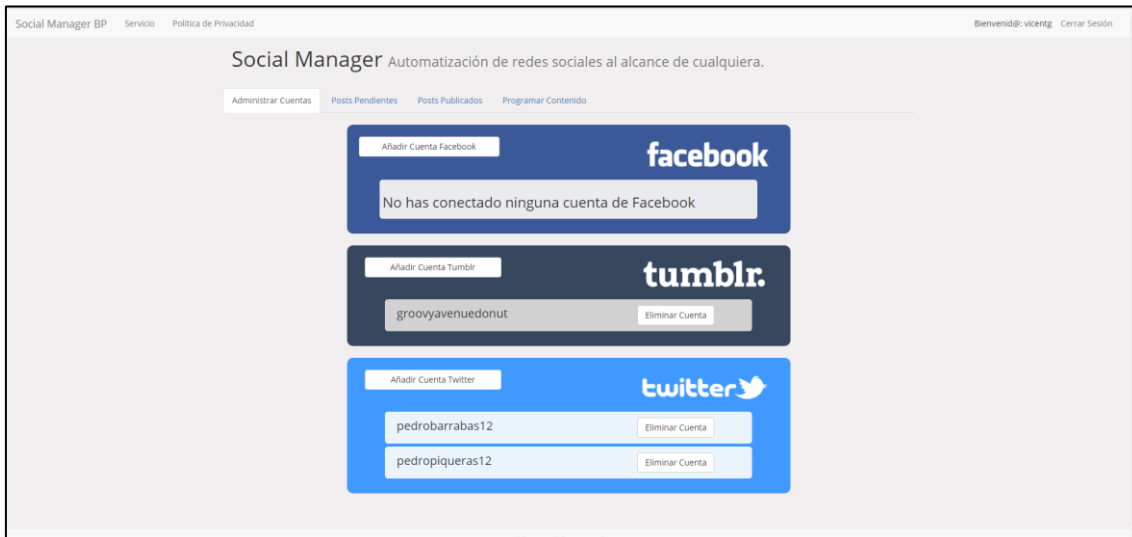 Social Manager BP Servicio Política de Privacidad Bienvenid@: vicentg Cerrar Sesión
Social Manager Automatización de redes sociales al alcance de cualquiera.
Administrar Cuentas Posts Pendientes Posts Publicados Programar Contenido
Añadir Cuenta Facebook facebook
No has conectado ninguna cuenta de Facebook
Añadir Cuenta Tumblr tumblr.
groovyavenuedonut Eliminar Cuenta
Añadir Cuenta Twitter twitter
pedrobarrabas12 Eliminar Cuenta
pedropiqueras12 Eliminar Cuenta